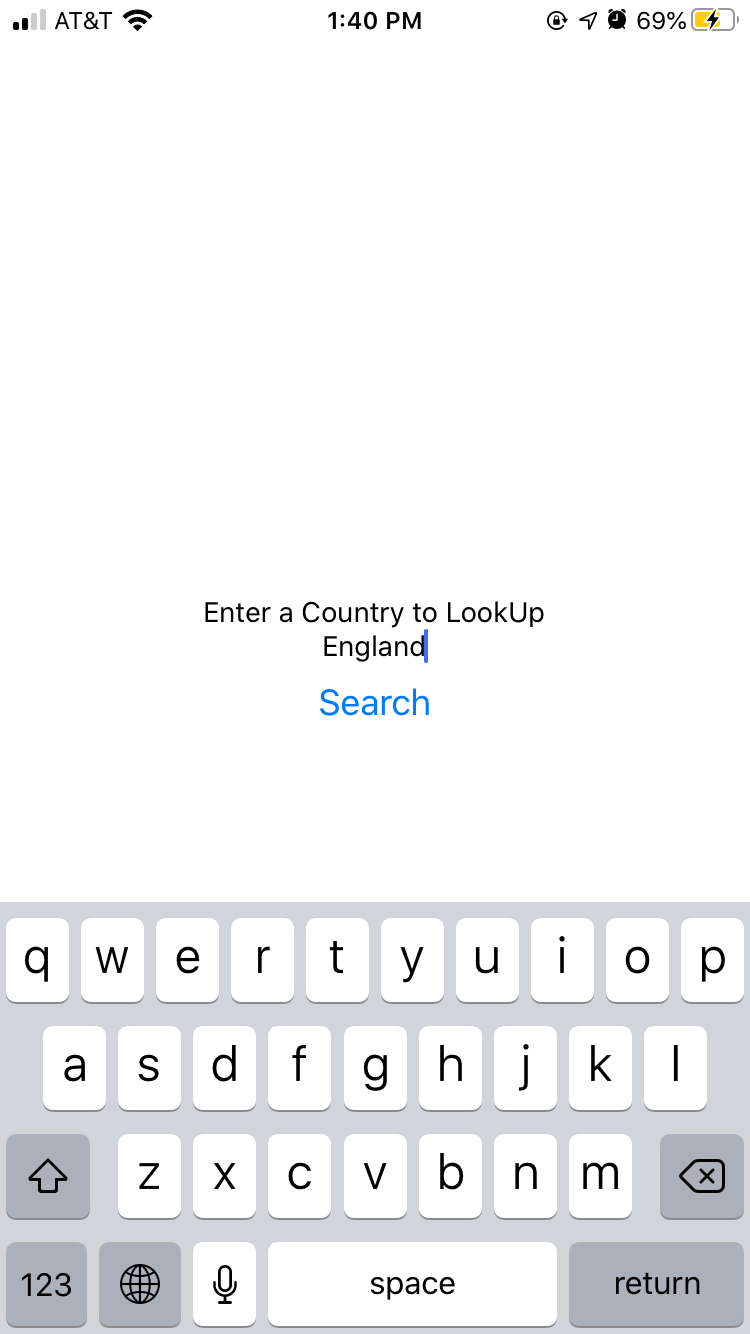 AT&T 1:40 PM 69%
Enter a Country to LookUp
England
Search
q w e r t y u i o p
a s d f g h j k l
z x c v b n m
123 space return